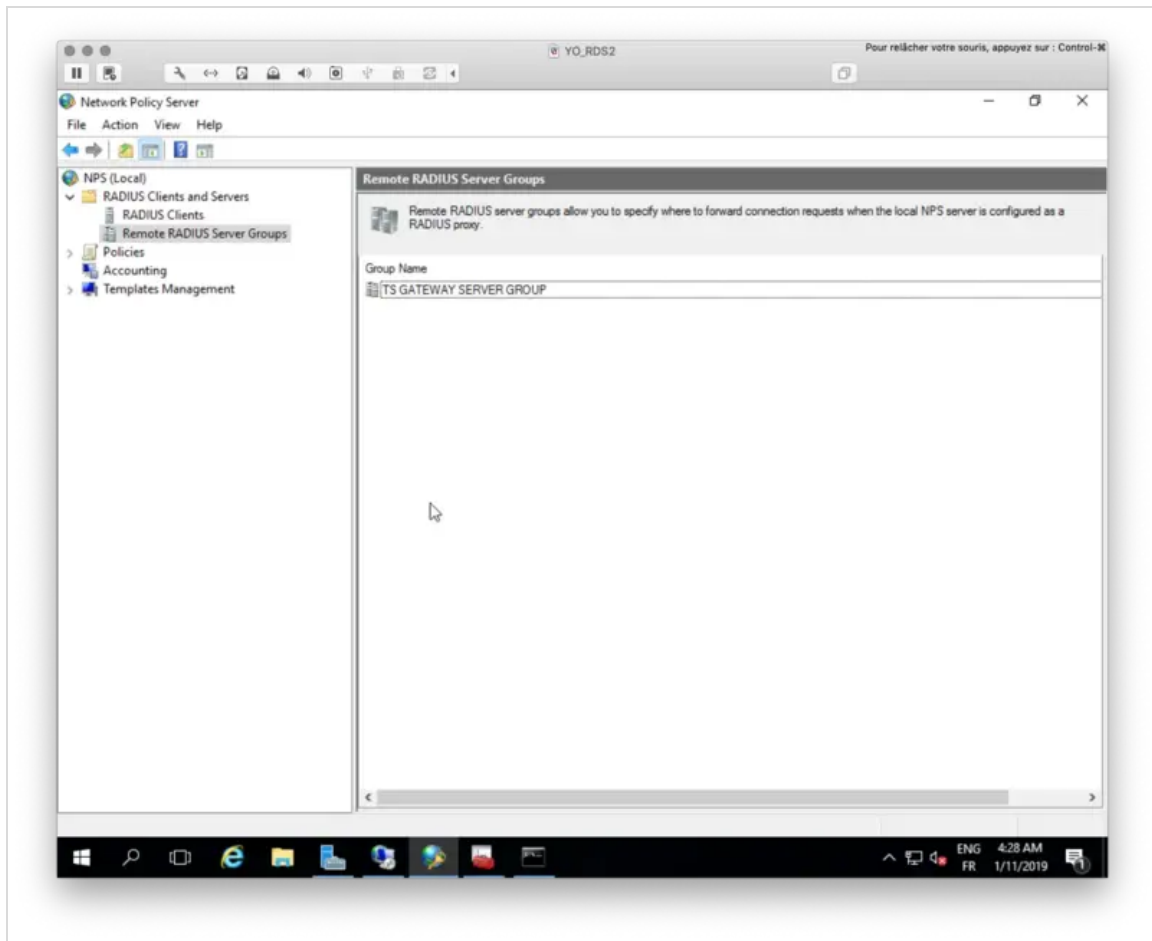 YO_RDS2
Pour relâcher votre souris, appuyez sur : Control-⌘
Network Policy Server
File Action View Help
NPS (Local)
RADIUS Clients and Servers
RADIUS Clients
Remote RADIUS Server Groups
Policies
Accounting
Templates Management
Remote RADIUS Server Groups
Remote RADIUS server groups allow you to specify where to forward connection requests when the local NPS server is configured as a
RADIUS proxy.
Group Name
TS GATEWAY SERVER GROUP
ENG 4:28 AM
FR 1/11/2019
1